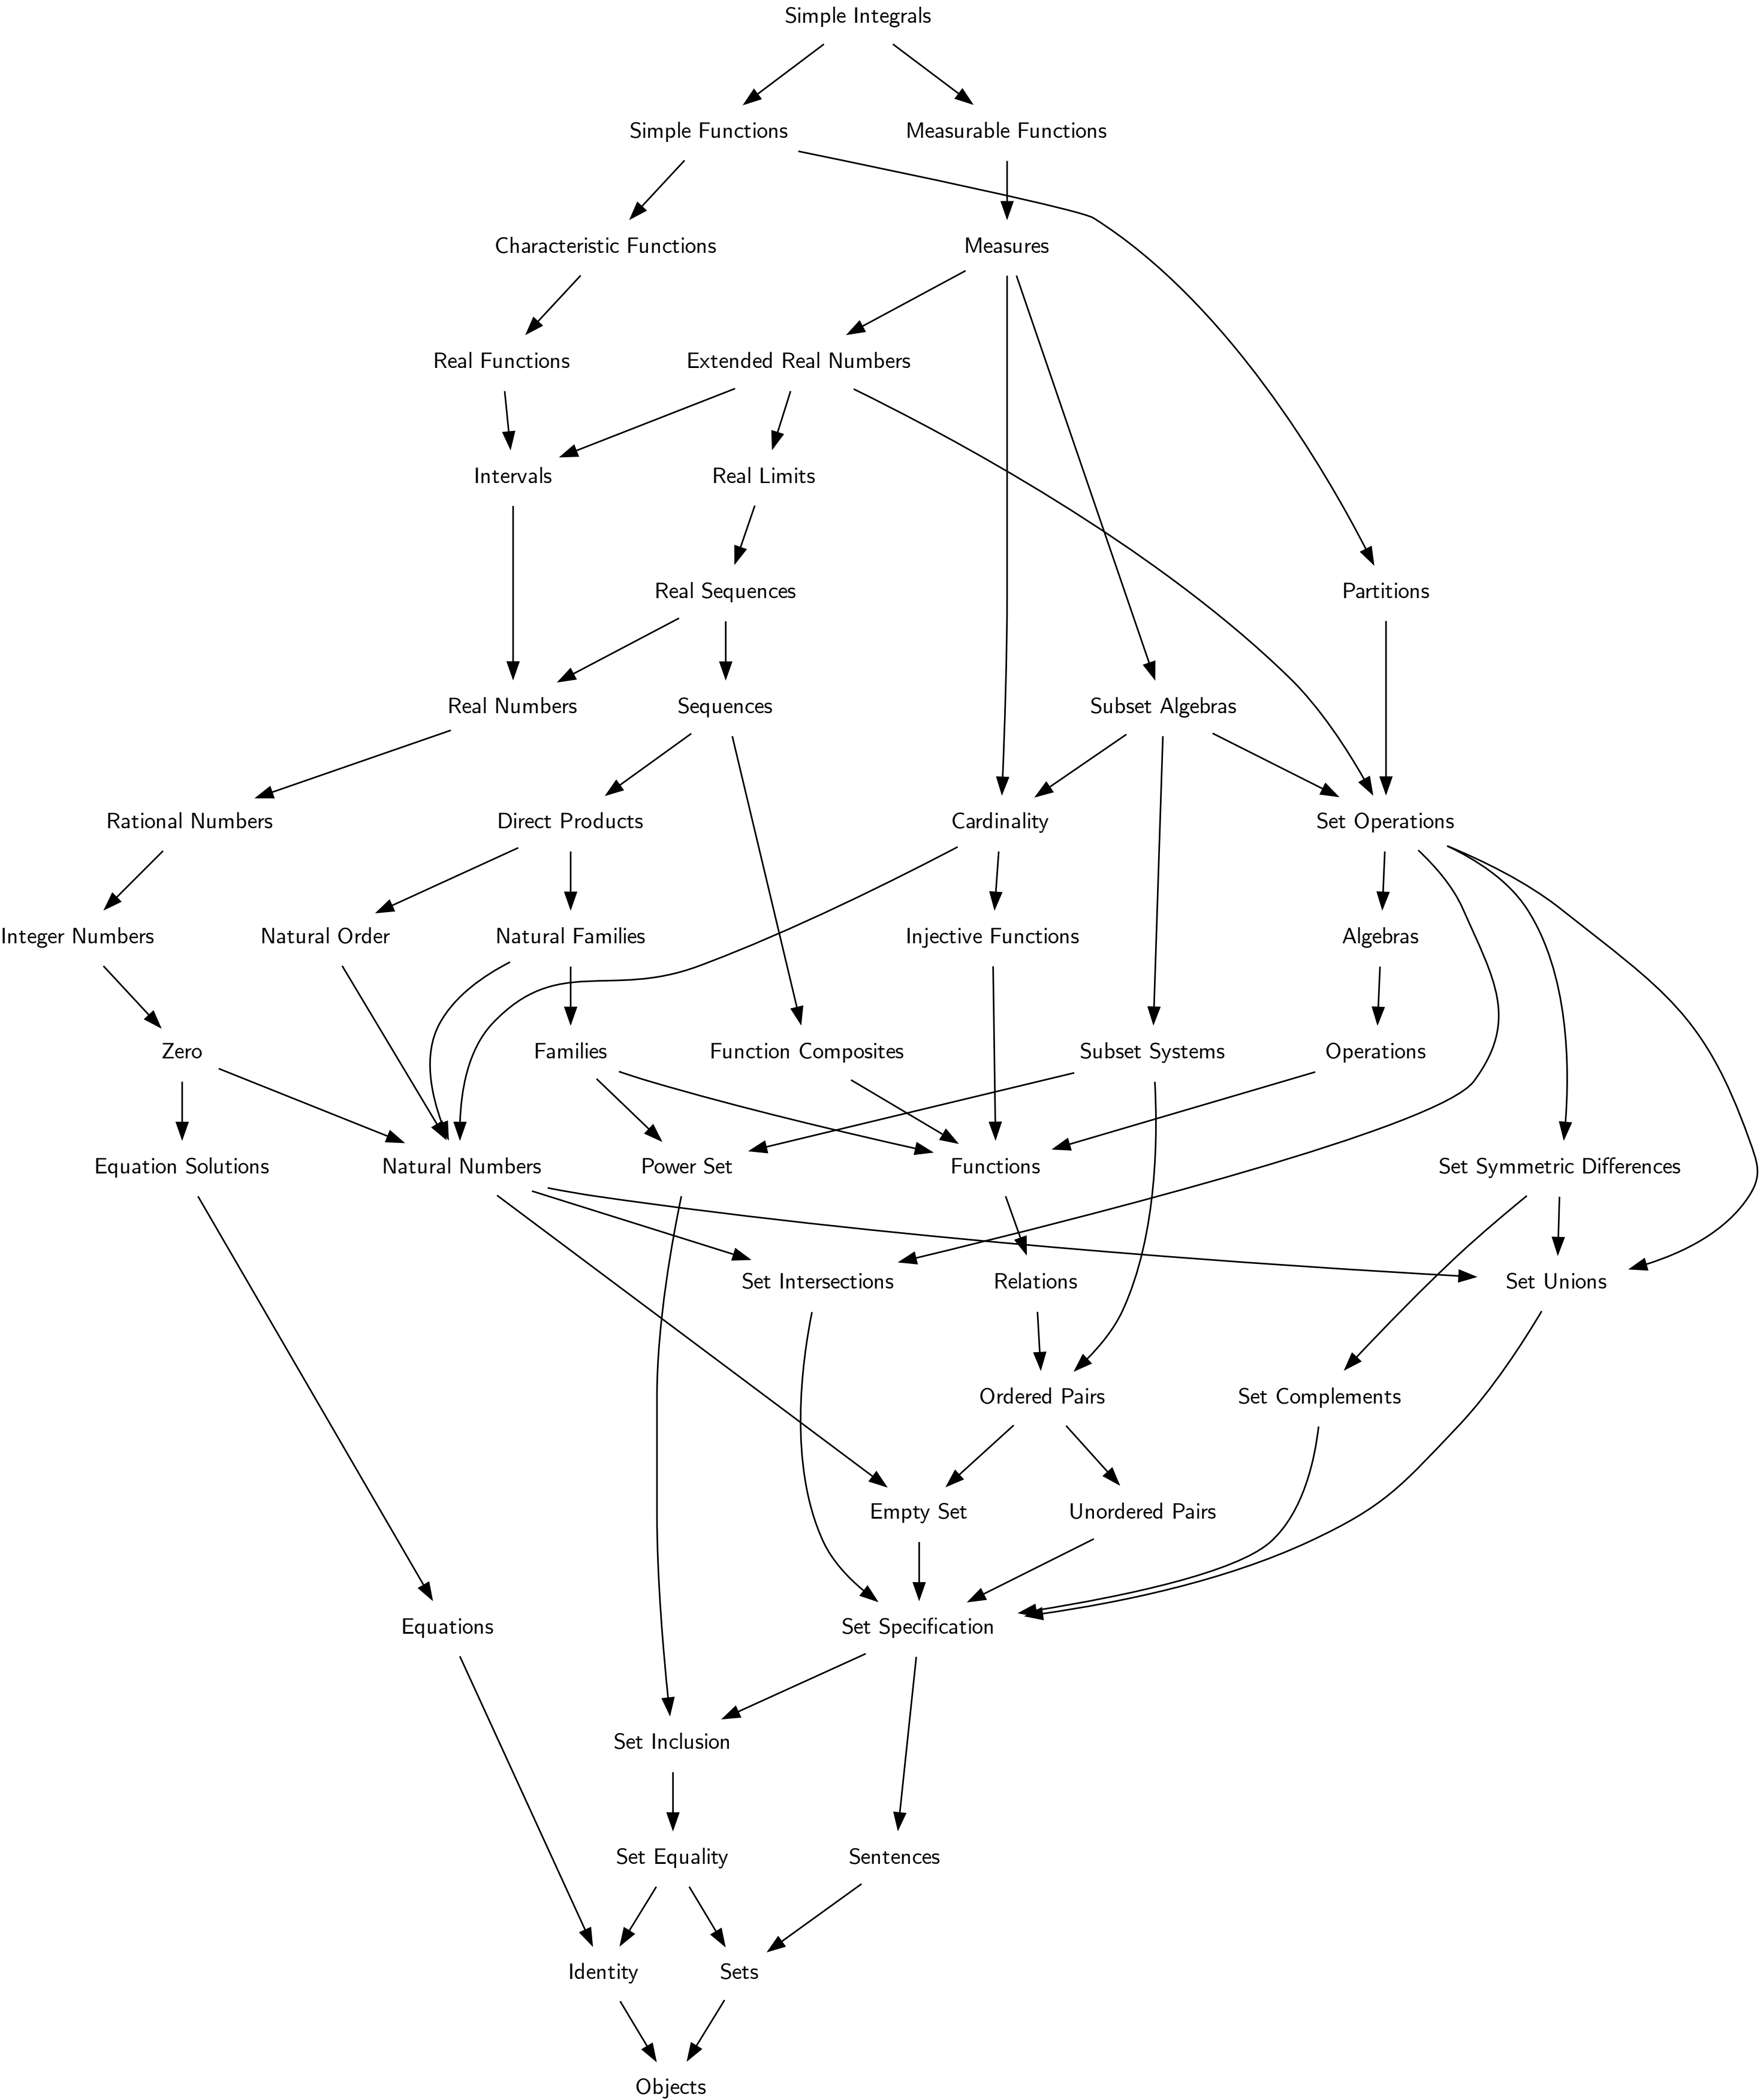 Simple Integrals
Simple Functions
Measurable Functions
Characteristic Functions
Measures
Real Functions
Extended Real Numbers
Intervals
Real Limits
Real Sequences
Partitions
Real Numbers
Sequences
Subset Algebras
Rational Numbers
Direct Products
Cardinality
Set Operations
Integer Numbers
Natural Order
Natural Families
Injective Functions
Algebras
Zero
Families
Function Composites
Subset Systems
Operations
Equation Solutions
Natural Numbers
Power Set
Functions
Set Symmetric Differences
Set Intersections
Relations
Set Unions
Ordered Pairs
Set Complements
Empty Set
Unordered Pairs
Equations
Set Specification
Set Inclusion
Set Equality
Sentences
Identity
Sets
Objects